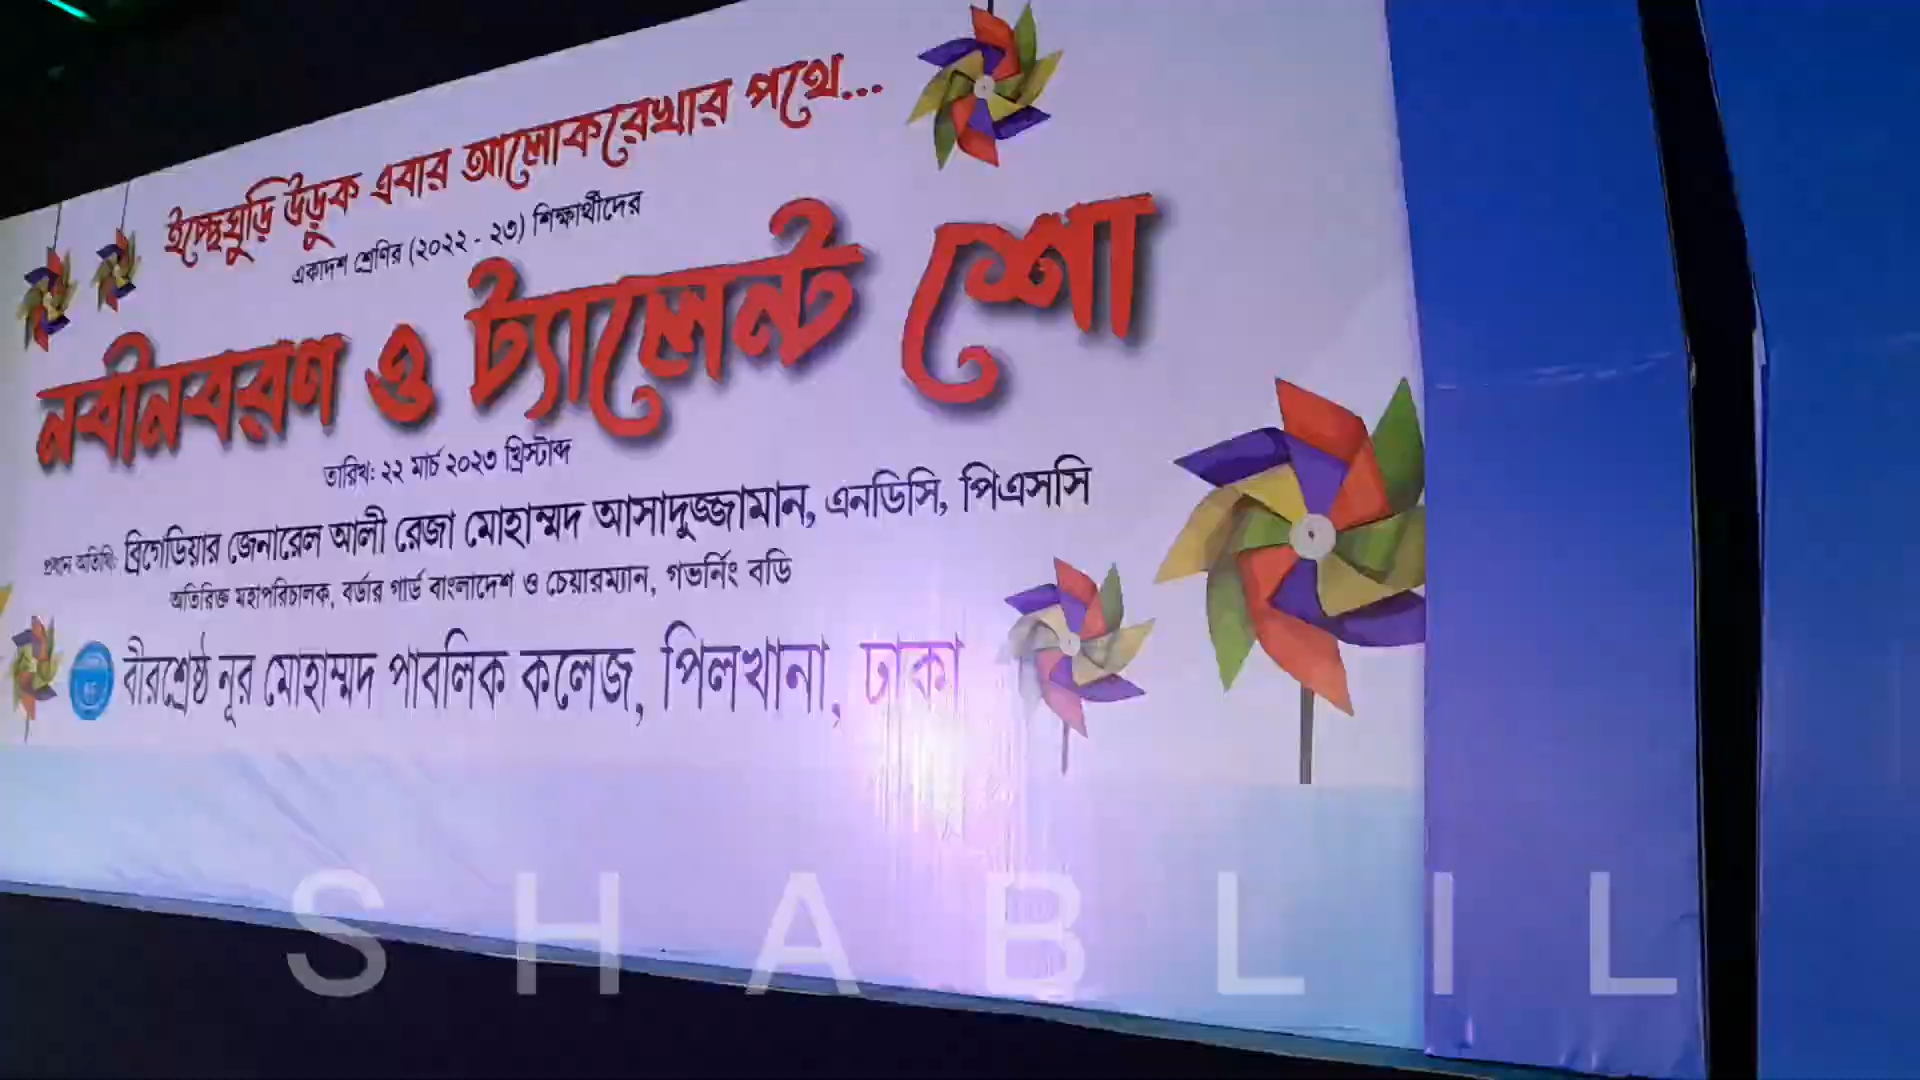 ইচ্ছেঘুড়ি উড়ুক এবার আলোকরেখার পথে...
একাদশ শ্রেণির (২০২২ - ২৩) শিক্ষার্থীদের
নবীনবরণ ও ট্যালেন্ট শো
তারিখ: ২২ মার্চ ২০২৩ খ্রিস্টাব্দ
প্রধান অতিথি: ব্রিগেডিয়ার জেনারেল আলী রেজা মোহাম্মদ আসাদুজ্জামান, এনডিসি, পিএসসি
অতিরিক্ত মহাপরিচালক, বর্ডার গার্ড বাংলাদেশ ও চেয়ারম্যান, গভর্নিং বডি
বীরশ্রেষ্ঠ নূর মোহাম্মদ পাবলিক কলেজ, পিলখানা, ঢাকা
SHABLIL